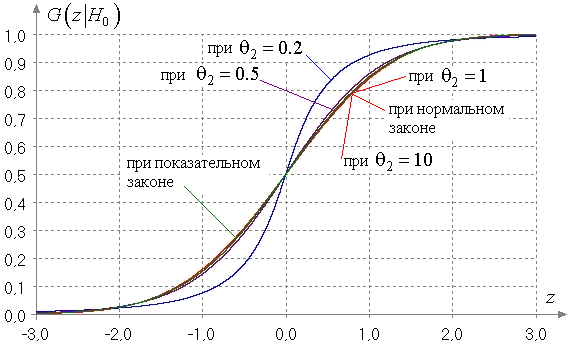 G(z|H₀)
1.0
0.9
0.8
0.7
0.6
0.5
0.4
0.3
0.2
0.1
0.0
при θ₂ = 0.2
при θ₂ = 0.5
при θ₂ = 1
при нормальном
законе
при θ₂ = 10
при показательном
законе
z
-3,0 -2,0 -1,0 0,0 1,0 2,0 3,0